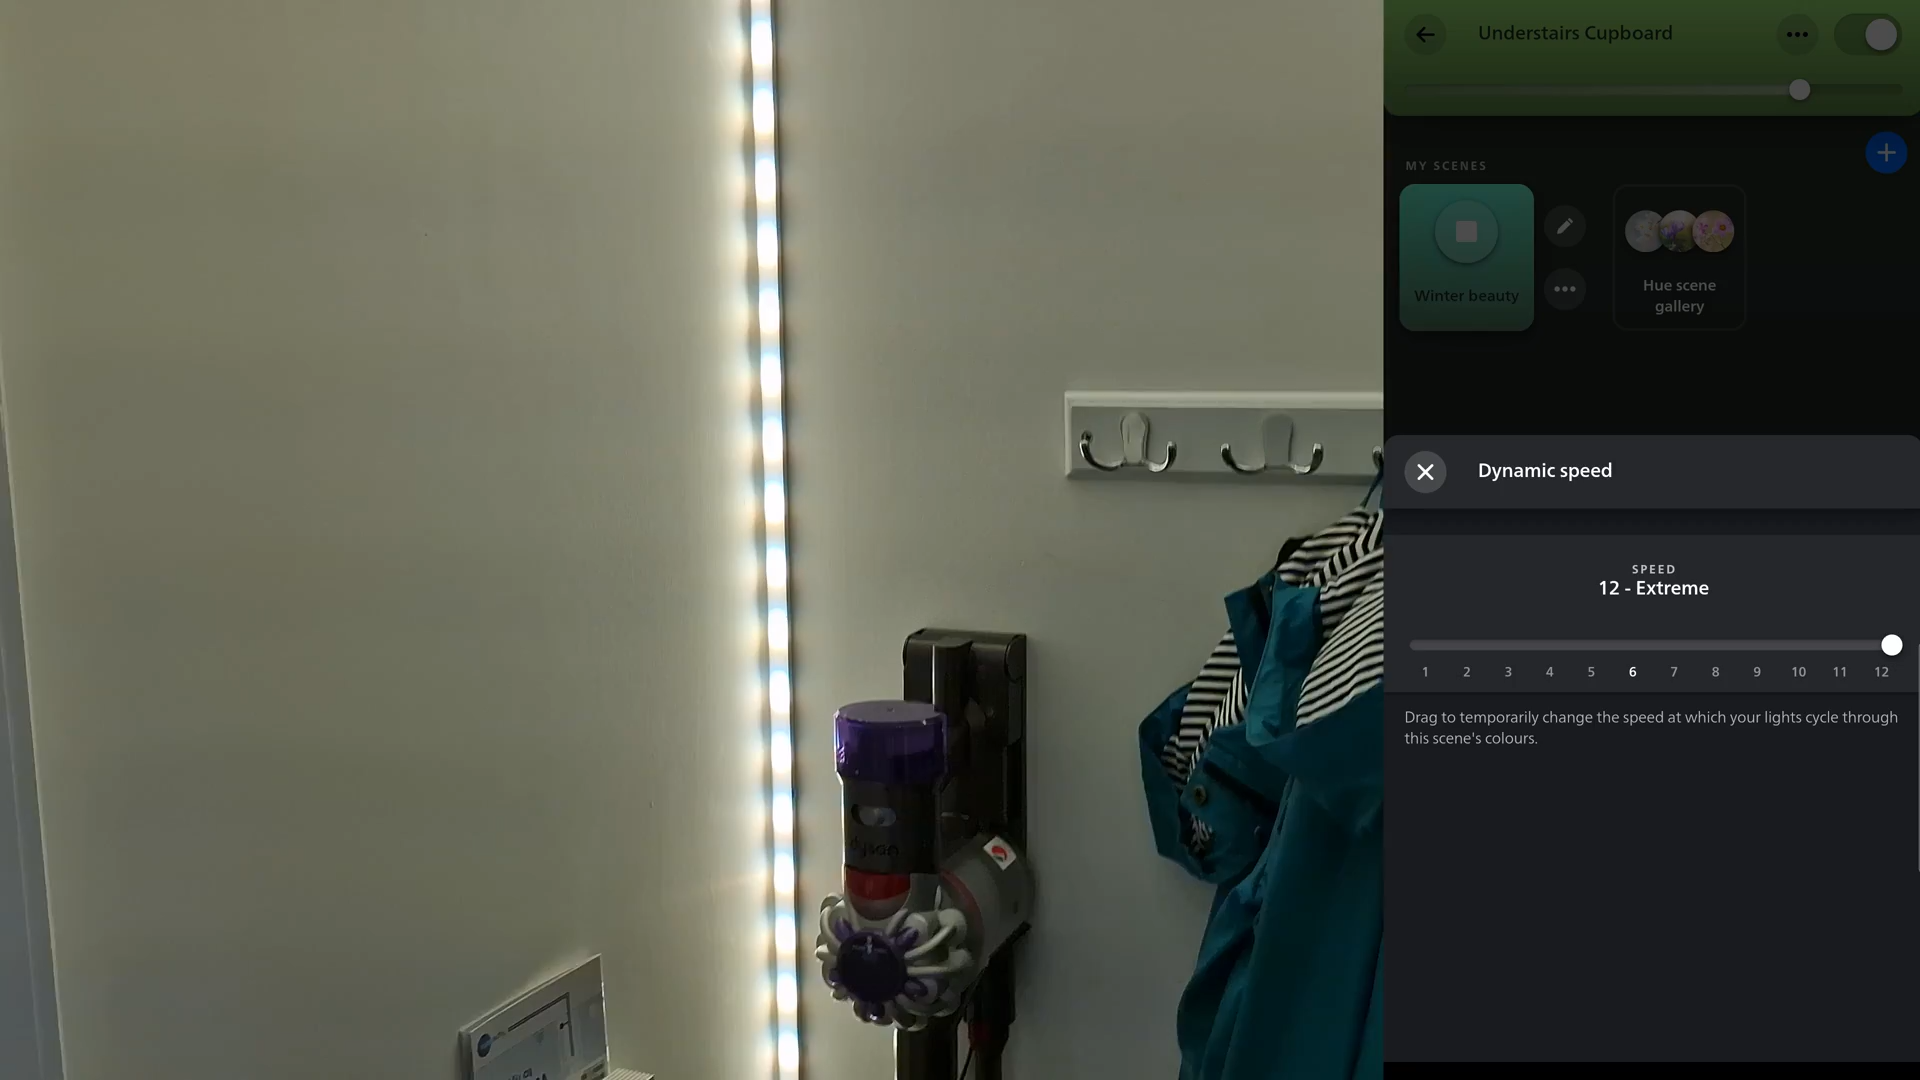 Understairs Cupboard
MY SCENES
Winter beauty
Hue scene
gallery
Dynamic speed
SPEED
12 - Extreme
1 2 3 4 5 6 7 8 9 10 11 12
Drag to temporarily change the speed at which your lights cycle through
this scene's colours.
dyson